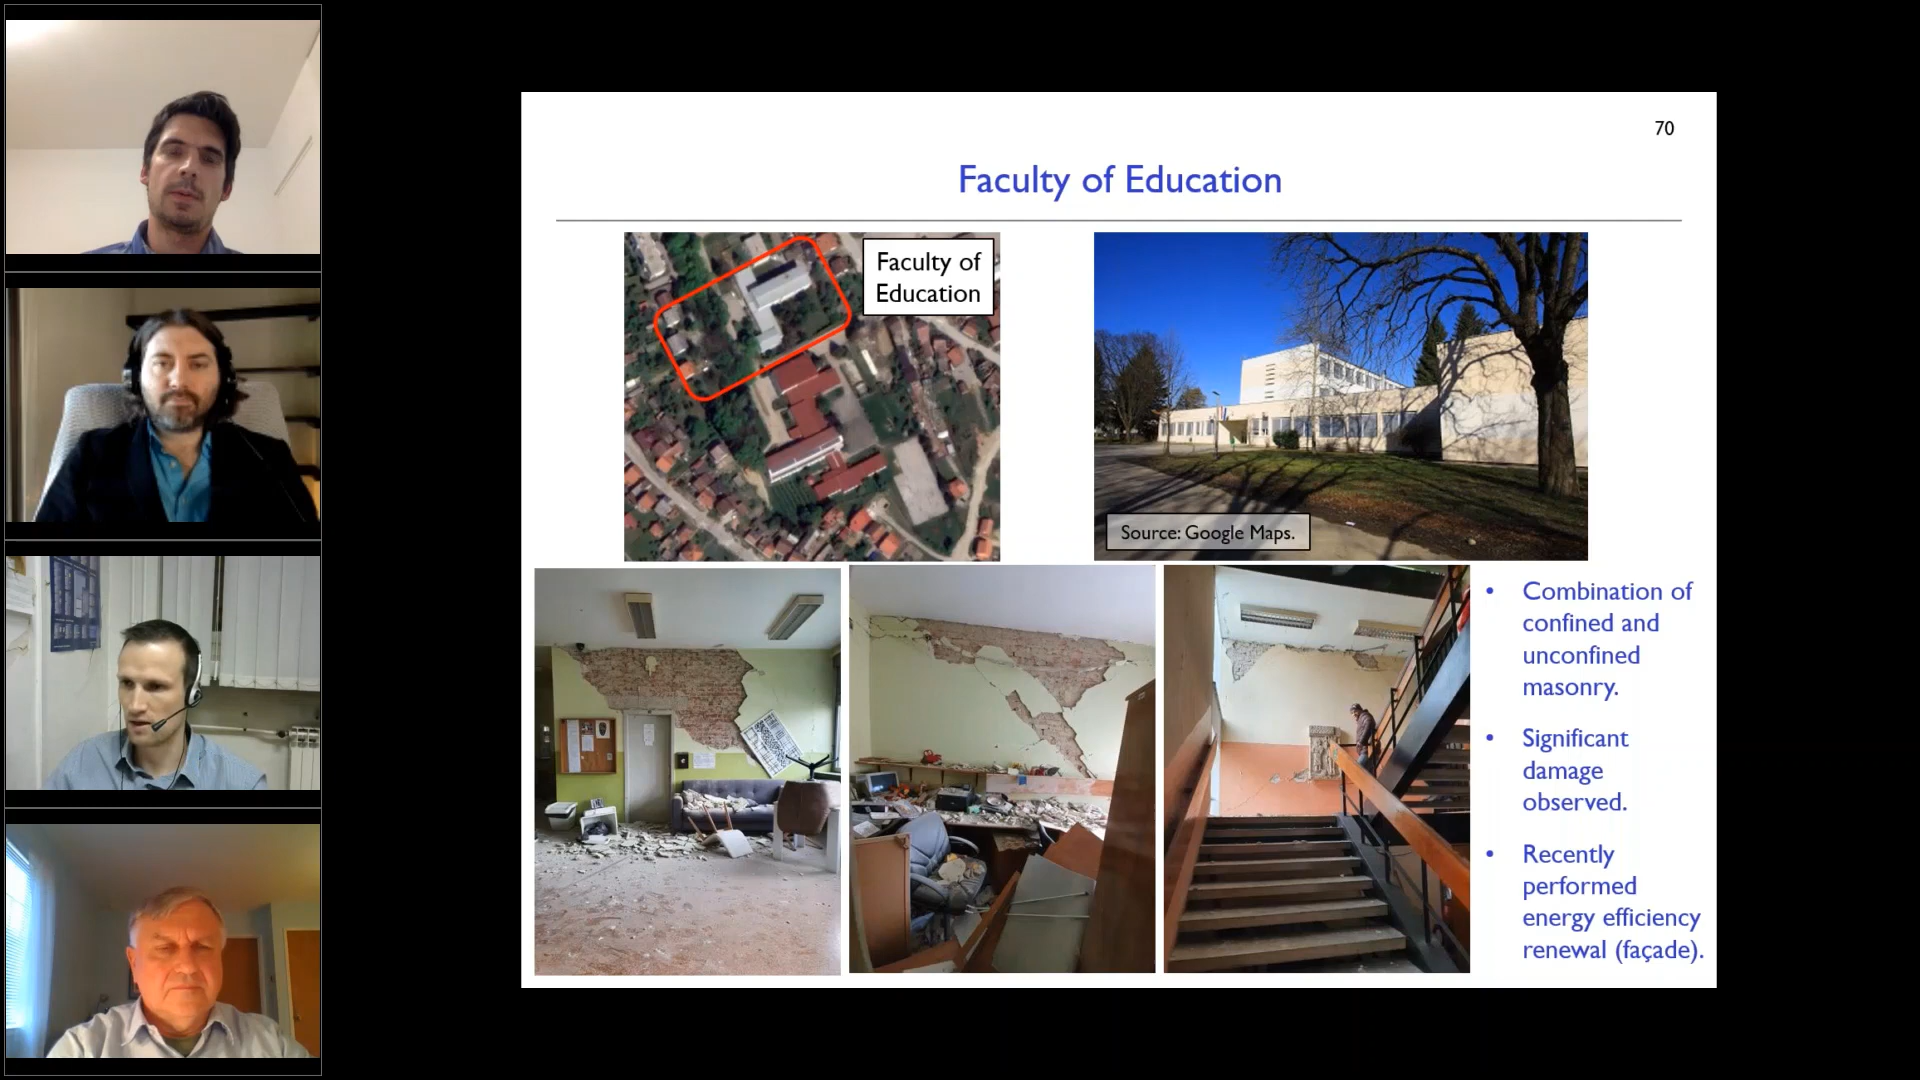 70
Faculty of Education
Faculty of
Education
Source: Google Maps.
• Combination of
confined and
unconfined
masonry.
• Significant
damage
observed.
• Recently
performed
energy efficiency
renewal (façade).